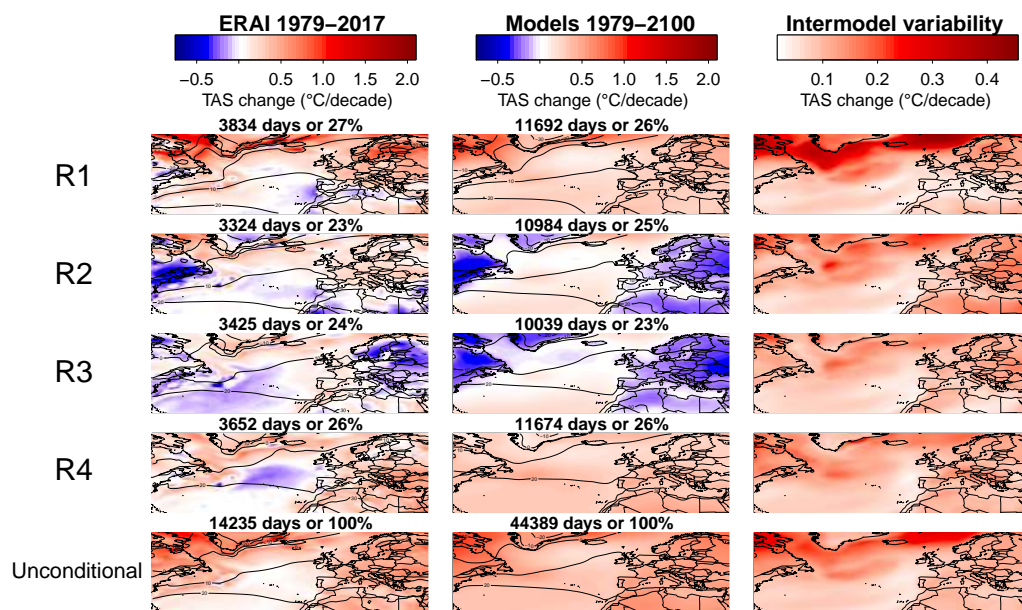 ERAI 1979−2017
Models 1979−2100
Intermodel variability
−0.5 0.5 1.0 1.5 2.0
−0.5 0.5 1.0 1.5 2.0
0.1 0.2 0.3 0.4
TAS change (°C/decade)
TAS change (°C/decade)
TAS change (°C/decade)
3834 days or 27%
11692 days or 26%
R1
3324 days or 23%
10984 days or 25%
R2
3425 days or 24%
10039 days or 23%
R3
3652 days or 26%
11674 days or 26%
R4
14235 days or 100%
44389 days or 100%
Unconditional